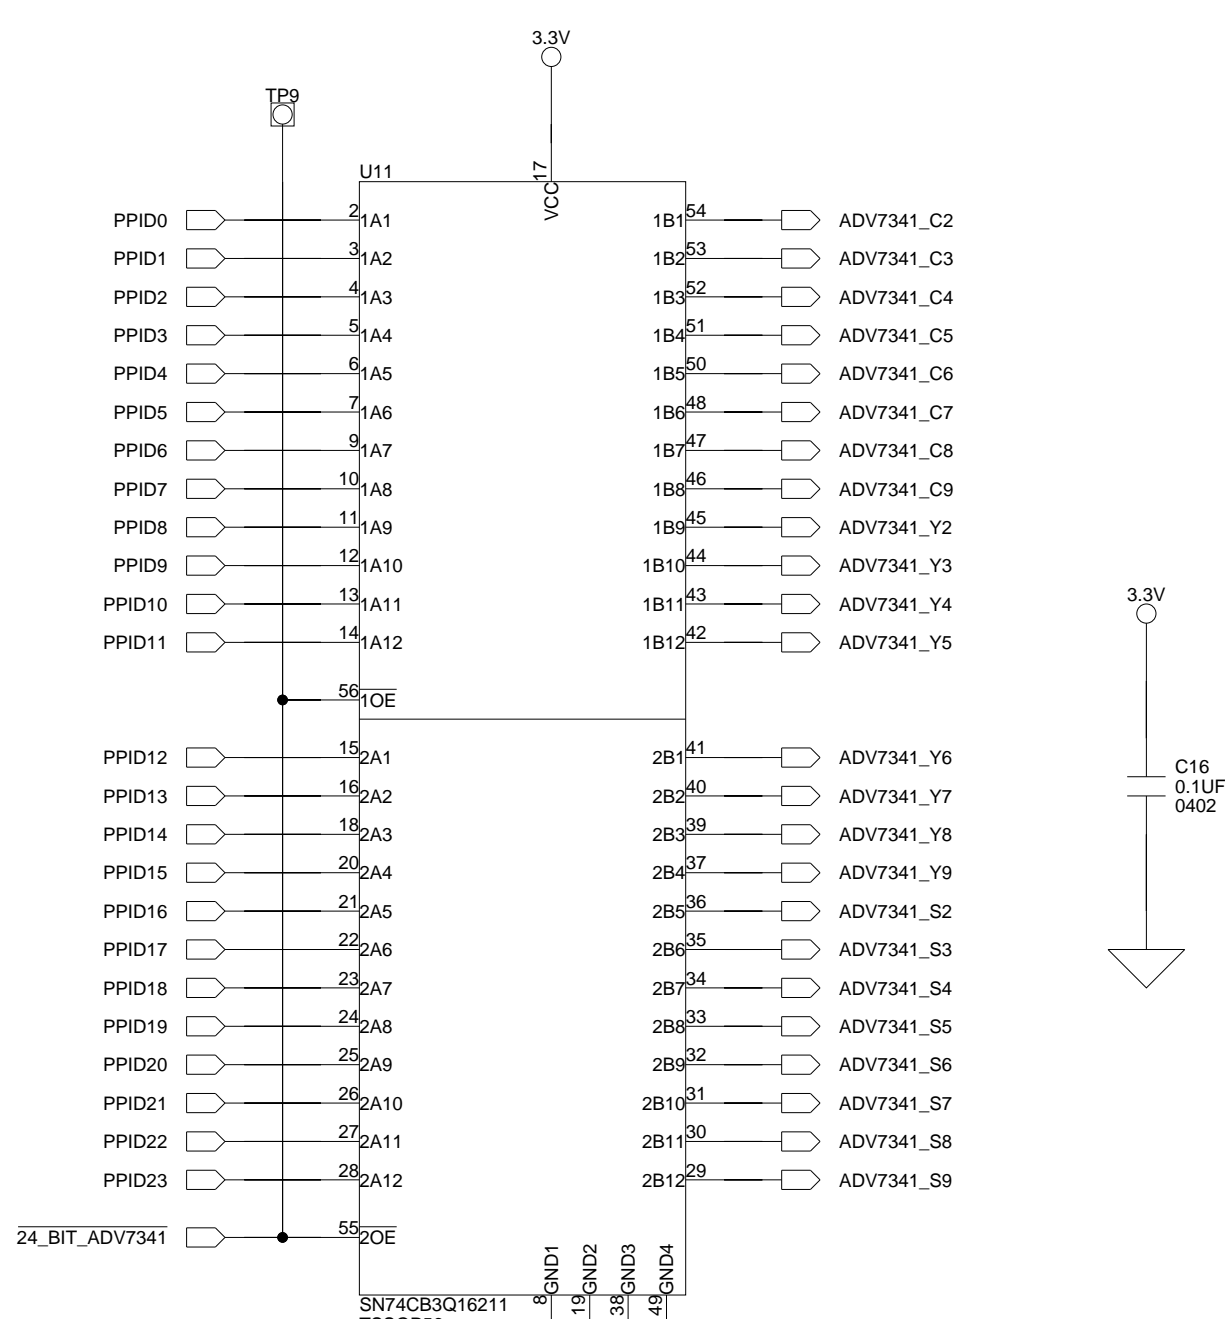 3.3V
TP9
U11
17
VCC
PPID0 2 1A1 1B1 54 ADV7341_C2
PPID1 3 1A2 1B2 53 ADV7341_C3
PPID2 4 1A3 1B3 52 ADV7341_C4
PPID3 5 1A4 1B4 51 ADV7341_C5
PPID4 6 1A5 1B5 50 ADV7341_C6
PPID5 7 1A6 1B6 48 ADV7341_C7
PPID6 9 1A7 1B7 47 ADV7341_C8
PPID7 10 1A8 1B8 46 ADV7341_C9
PPID8 11 1A9 1B9 45 ADV7341_Y2
PPID9 12 1A10 1B10 44 ADV7341_Y3
PPID10 13 1A11 1B11 43 ADV7341_Y4
PPID11 14 1A12 1B12 42 ADV7341_Y5
56 1OE
PPID12 15 2A1 2B1 41 ADV7341_Y6
PPID13 16 2A2 2B2 40 ADV7341_Y7
PPID14 18 2A3 2B3 39 ADV7341_Y8
PPID15 20 2A4 2B4 37 ADV7341_Y9
PPID16 21 2A5 2B5 36 ADV7341_S2
PPID17 22 2A6 2B6 35 ADV7341_S3
PPID18 23 2A7 2B7 34 ADV7341_S4
PPID19 24 2A8 2B8 33 ADV7341_S5
PPID20 25 2A9 2B9 32 ADV7341_S6
PPID21 26 2A10 2B10 31 ADV7341_S7
PPID22 27 2A11 2B11 30 ADV7341_S8
PPID23 28 2A12 2B12 29 ADV7341_S9
24_BIT_ADV7341 55 2OE
GND1 GND2 GND3 GND4
8 19 38 49
SN74CB3Q16211
3.3V
C16
0.1UF
0402